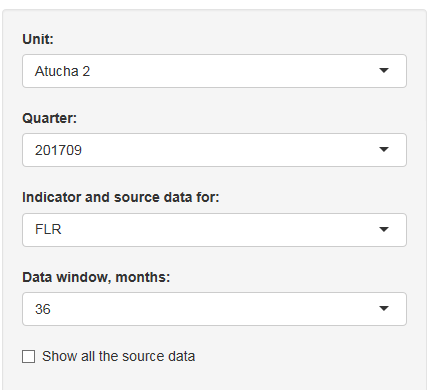 Unit:
Atucha 2
Quarter:
201709
Indicator and source data for:
FLR
Data window, months:
36
Show all the source data